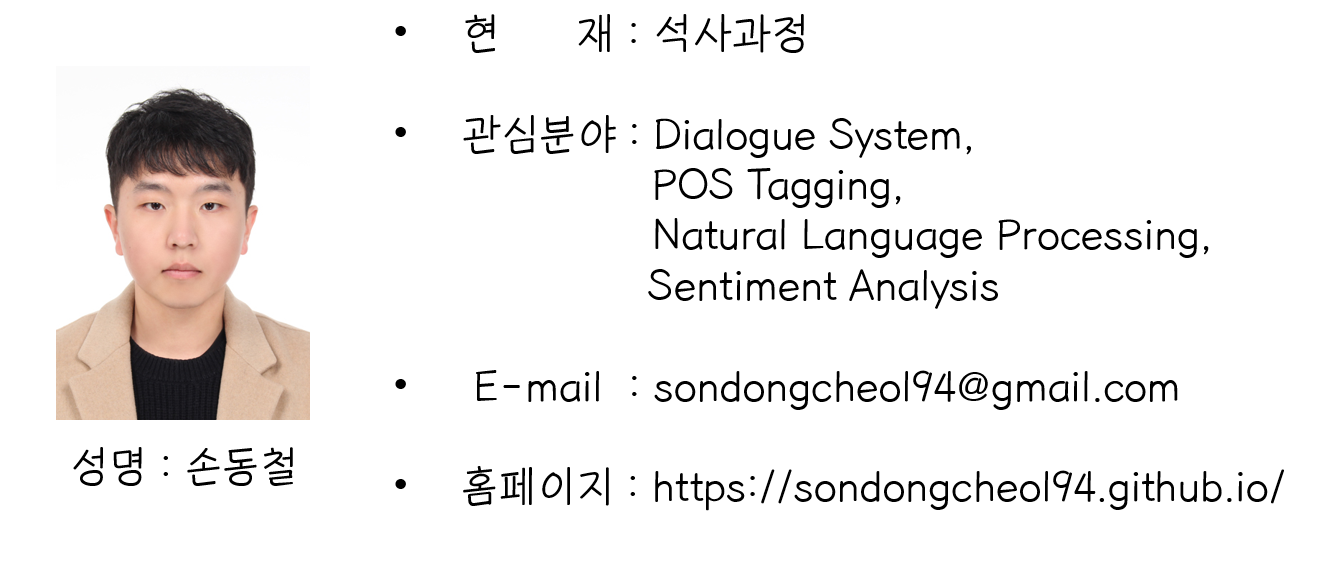 • 현 재 : 석사과정
• 관심분야 : Dialogue System,
POS Tagging,
Natural Language Processing,
Sentiment Analysis
• E-mail : sondongcheol94@gmail.com
• 홈페이지 : https://sondongcheol94.github.io/
성명 : 손동철